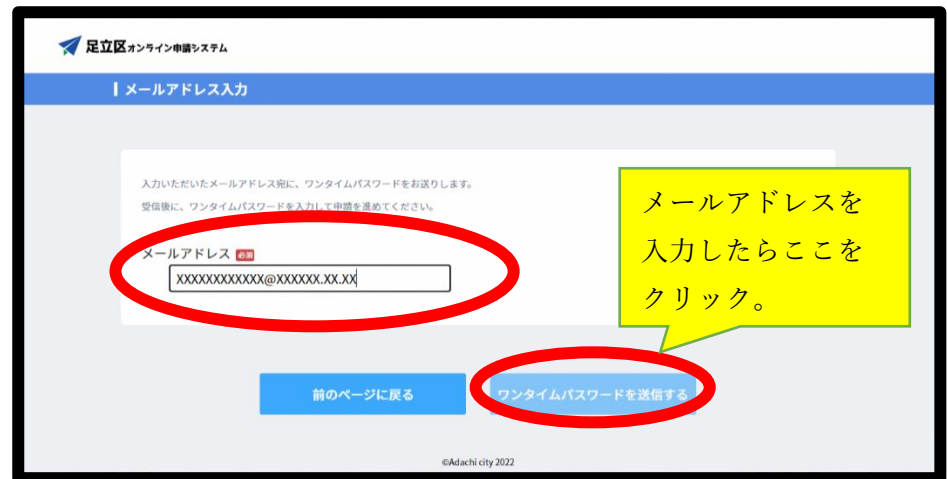 足立区オンライン申請システム
メールアドレス入力
入力いただいたメールアドレス宛に、ワンタイムパスワードをお送りします。
受信後に、ワンタイムパスワードを入力して申請を進めてください。
メールアドレス 必須
XXXXXXXXXXXX@XXXXXX.XX.XX
メールアドレスを
入力したらここを
クリック。
前のページに戻る
ワンタイムパスワードを送信する
©Adachi city 2022